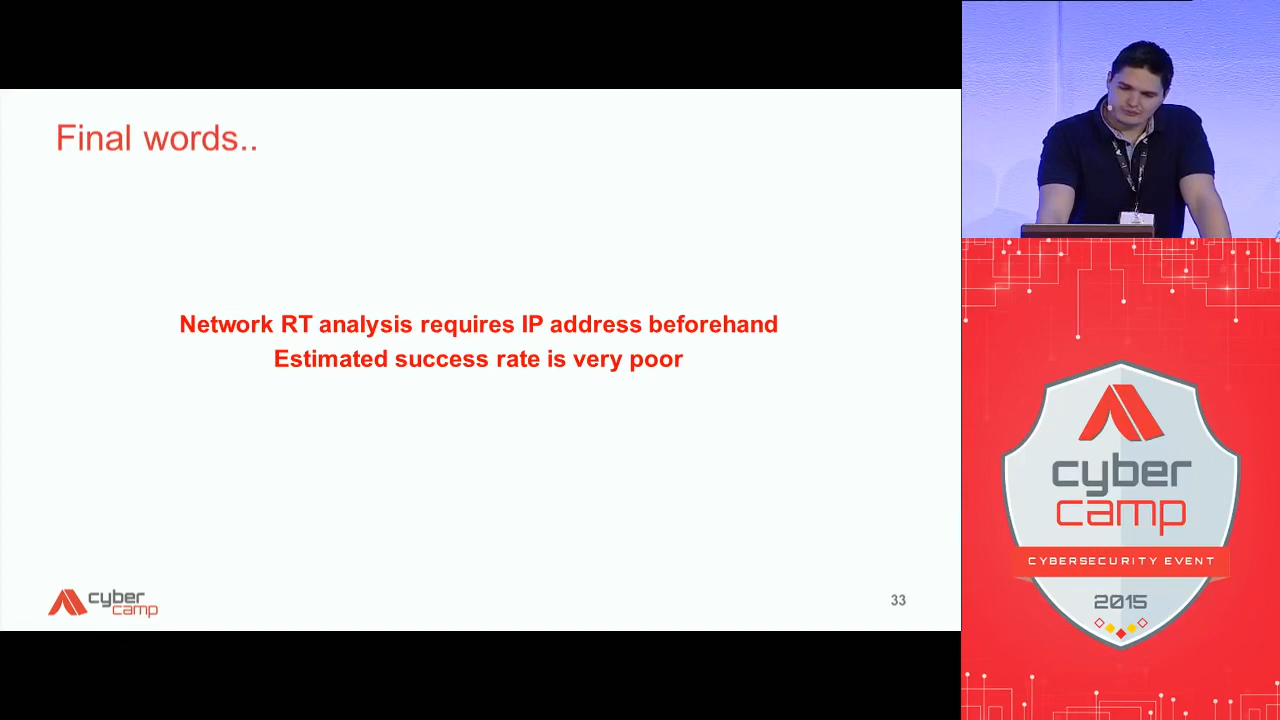 Final words..
Network RT analysis requires IP address beforehand
Estimated success rate is very poor
cyber
camp
33
cyber
camp
CYBERSECURITY EVENT
2015